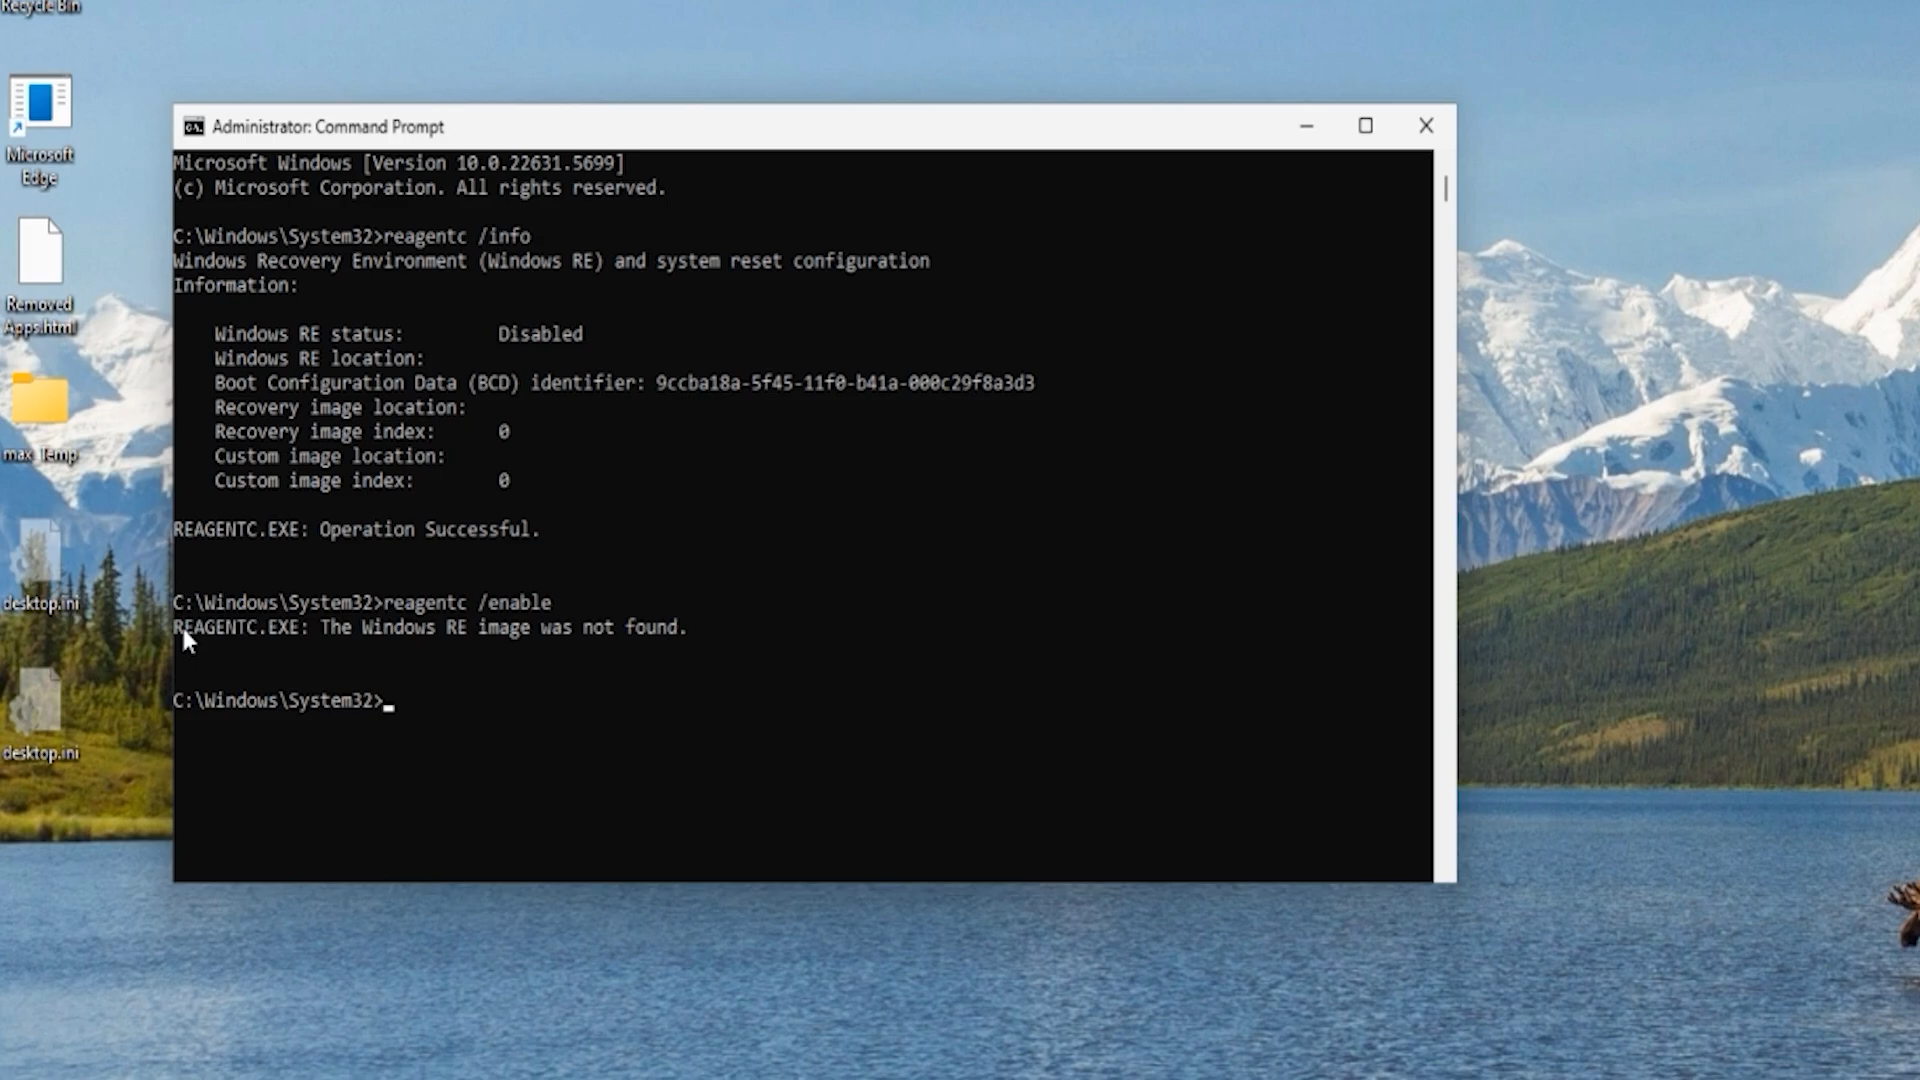 Recycle Bin
Microsoft
Edge
Removed
Apps.html
max_Temp
desktop.ini
desktop.ini
Administrator: Command Prompt
Microsoft Windows [Version 10.0.22631.5699]
(c) Microsoft Corporation. All rights reserved.
C:\Windows\System32>reagentc /info
Windows Recovery Environment (Windows RE) and system reset configuration
Information:
Windows RE status: Disabled
Windows RE location:
Boot Configuration Data (BCD) identifier: 9ccba18a-5f45-11f0-b41a-000c29f8a3d3
Recovery image location:
Recovery image index: 0
Custom image location:
Custom image index: 0
REAGENTC.EXE: Operation Successful.
C:\Windows\System32>reagentc /enable
REAGENTC.EXE: The Windows RE image was not found.
C:\Windows\System32>